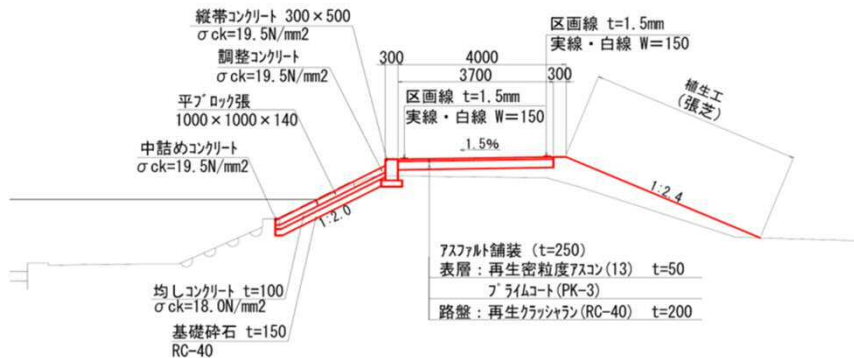 縦帯コンクリート 300×500
σck=19.5N/mm2
調整コンクリート
σck=19.5N/mm2
平ブロック張
1000×1000×140
中詰めコンクリート
σck=19.5N/mm2
区画線 t=1.5mm
実線・白線 W=150
300
4000
3700
300
区画線 t=1.5mm
実線・白線 W=150
1.5%
植生工
(張芝)
1:2.4
1:2.0
アスファルト舗装 (t=250)
表層：再生密粒度アスコン(13) t=50
プライムコート(PK-3)
路盤：再生クラッシャラン(RC-40) t=200
均しコンクリート t=100
σck=18.0N/mm2
基礎砕石 t=150
RC-40